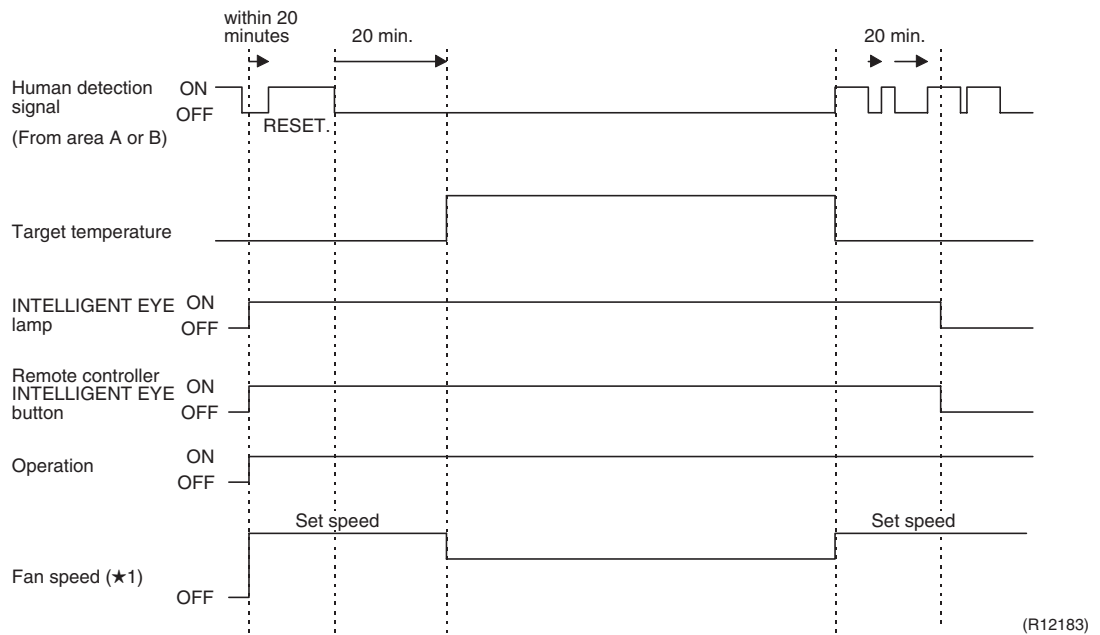 within 20
minutes
20 min.
20 min.
Human detection
signal
(From area A or B)
ON
OFF
RESET.
Target temperature
INTELLIGENT EYE
lamp
ON
OFF
Remote controller
INTELLIGENT EYE
button
ON
OFF
Operation
ON
OFF
Set speed
Set speed
Fan speed (★1)
OFF
(R12183)